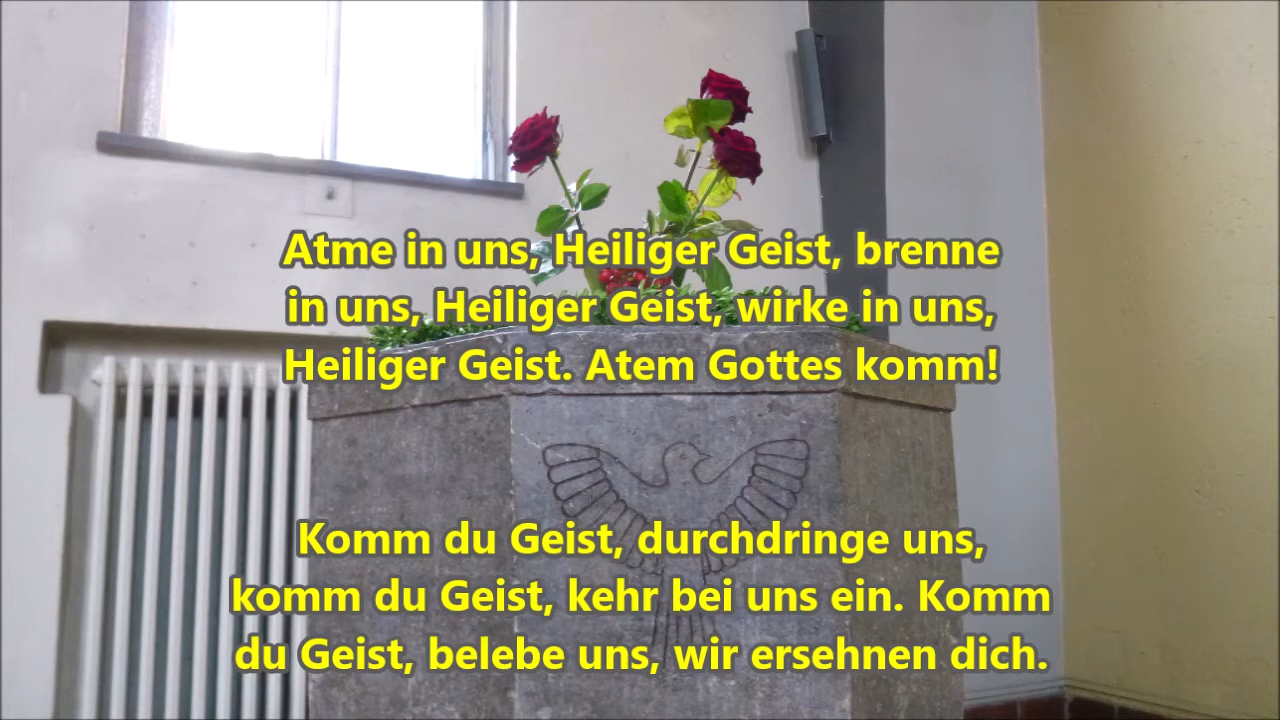 Atme in uns, Heiliger Geist, brenne
in uns, Heiliger Geist, wirke in uns,
Heiliger Geist. Atem Gottes komm!
Komm du Geist, durchdringe uns,
komm du Geist, kehr bei uns ein. Komm
du Geist, belebe uns, wir ersehnen dich.